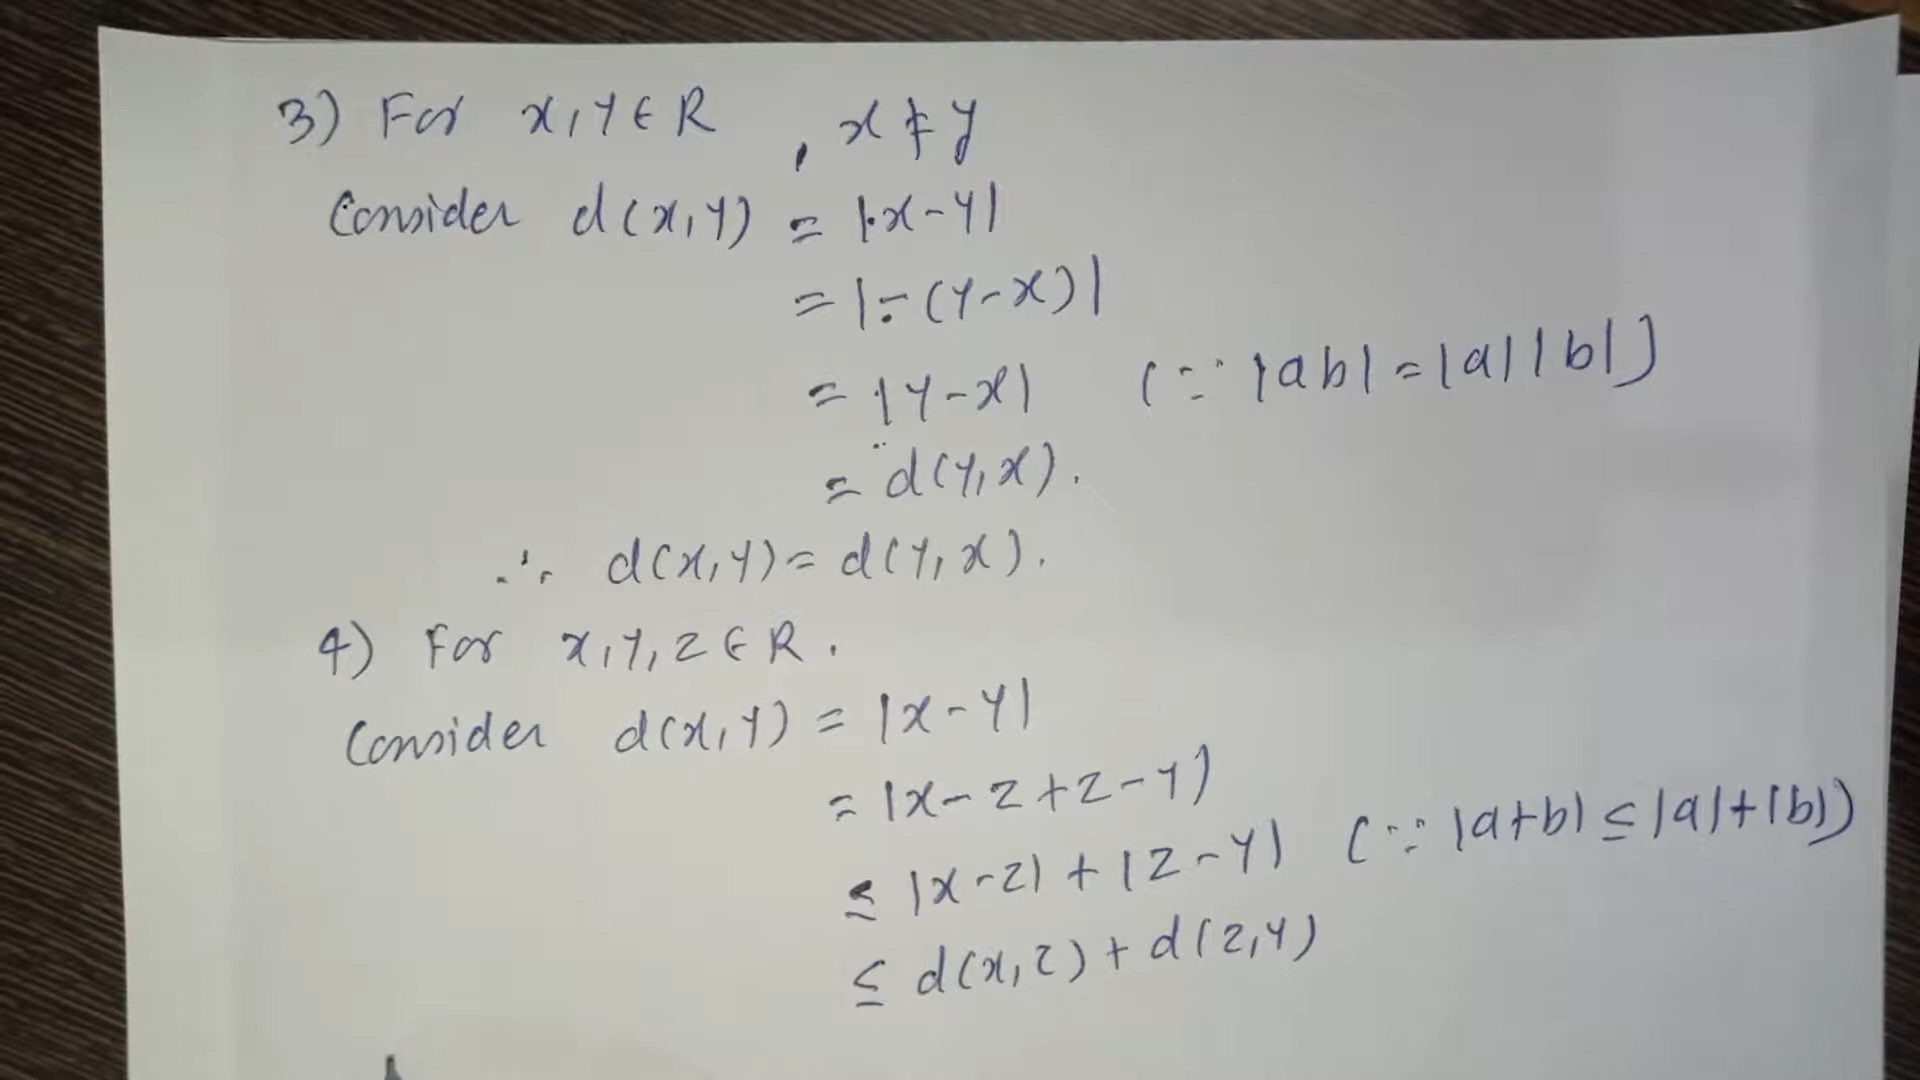 3) For x,y ∈ R , x ≠ y
Consider d(x,y) = |x-y|
= |-(y-x)|
= |y-x| (∵ |ab| = |a||b|)
= d(y,x).
∴ d(x,y) = d(y,x).
4) For x,y,z ∈ R.
Consider d(x,y) = |x-y|
= |x-z+z-y|
≤ |x-z| + |z-y| (∵ |a+b| ≤ |a|+|b|)
≤ d(x,z) + d(z,y)